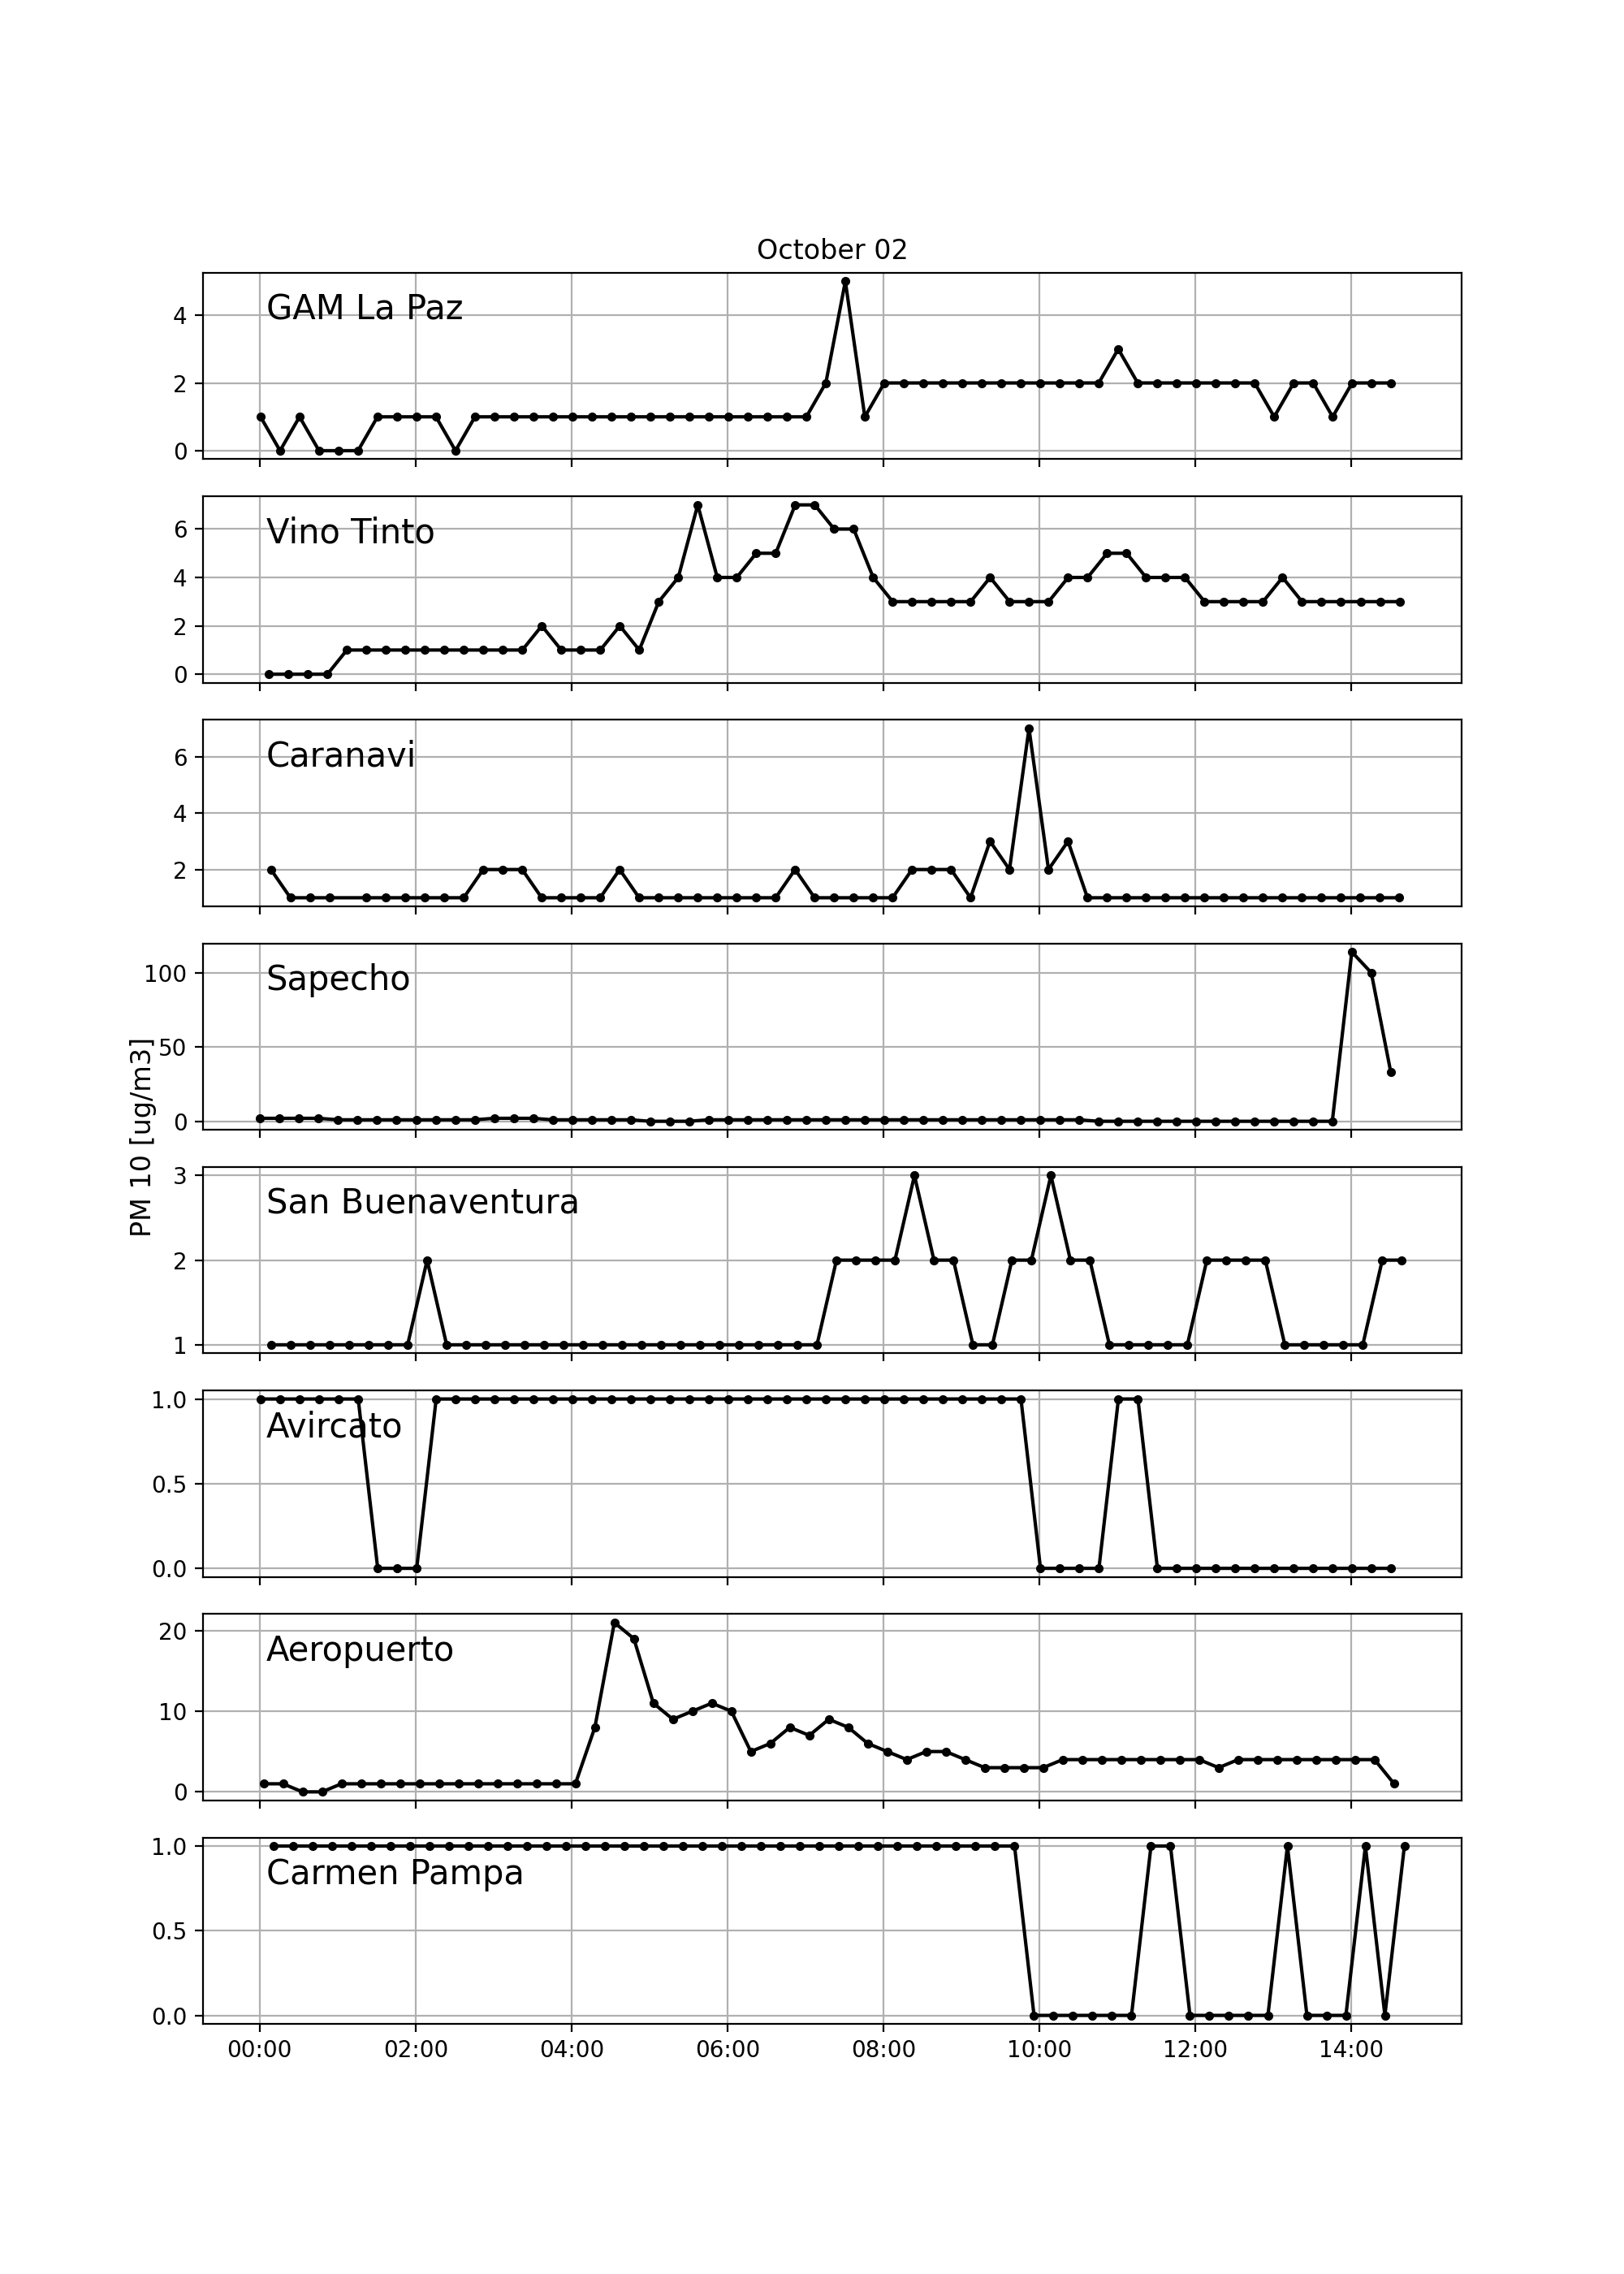 October 02
GAM La Paz
4
2
0
Vino Tinto
6
4
2
0
Caranavi
6
4
2
PM 10 [ug/m3]
Sapecho
100
50
0
San Buenaventura
3
2
1
Avircato
1.0
0.5
0.0
Aeropuerto
20
10
0
Carmen Pampa
1.0
0.5
0.0
00:00 02:00 04:00 06:00 08:00 10:00 12:00 14:00